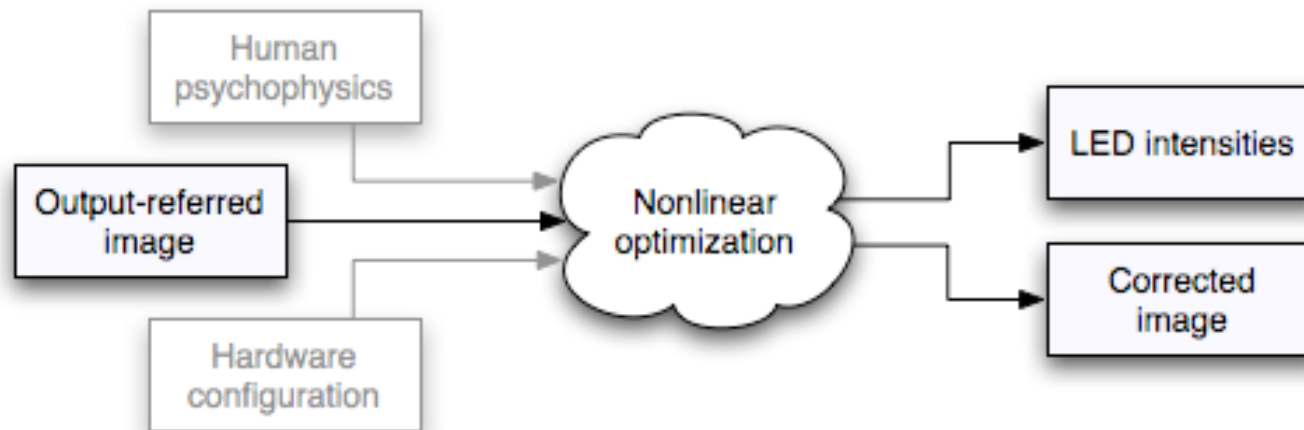 Human
psychophysics
Output-referred
image
Hardware
configuration
Nonlinear
optimization
LED intensities
Corrected
image